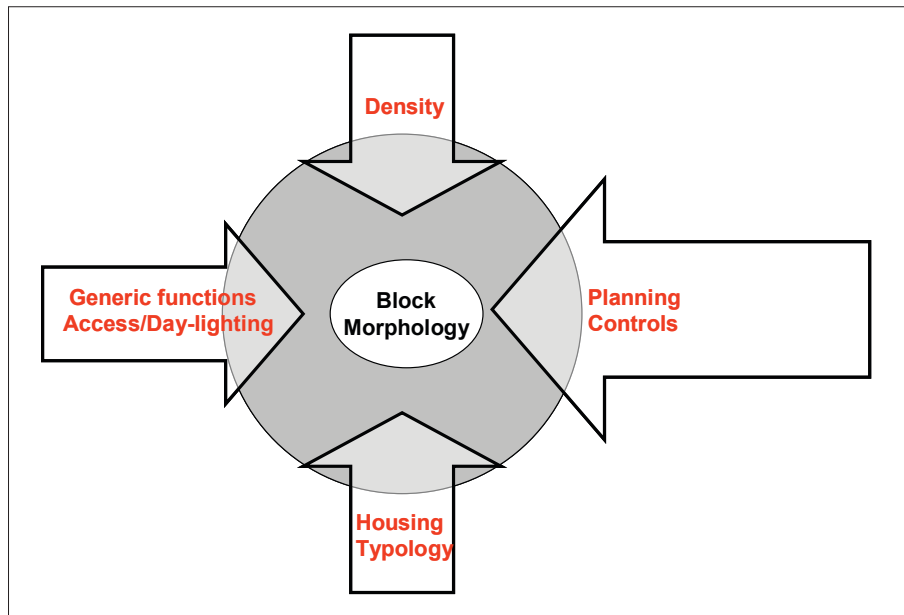 Density
Generic functions
Access/Day-lighting
Block
Morphology
Planning
Controls
Housing
Typology